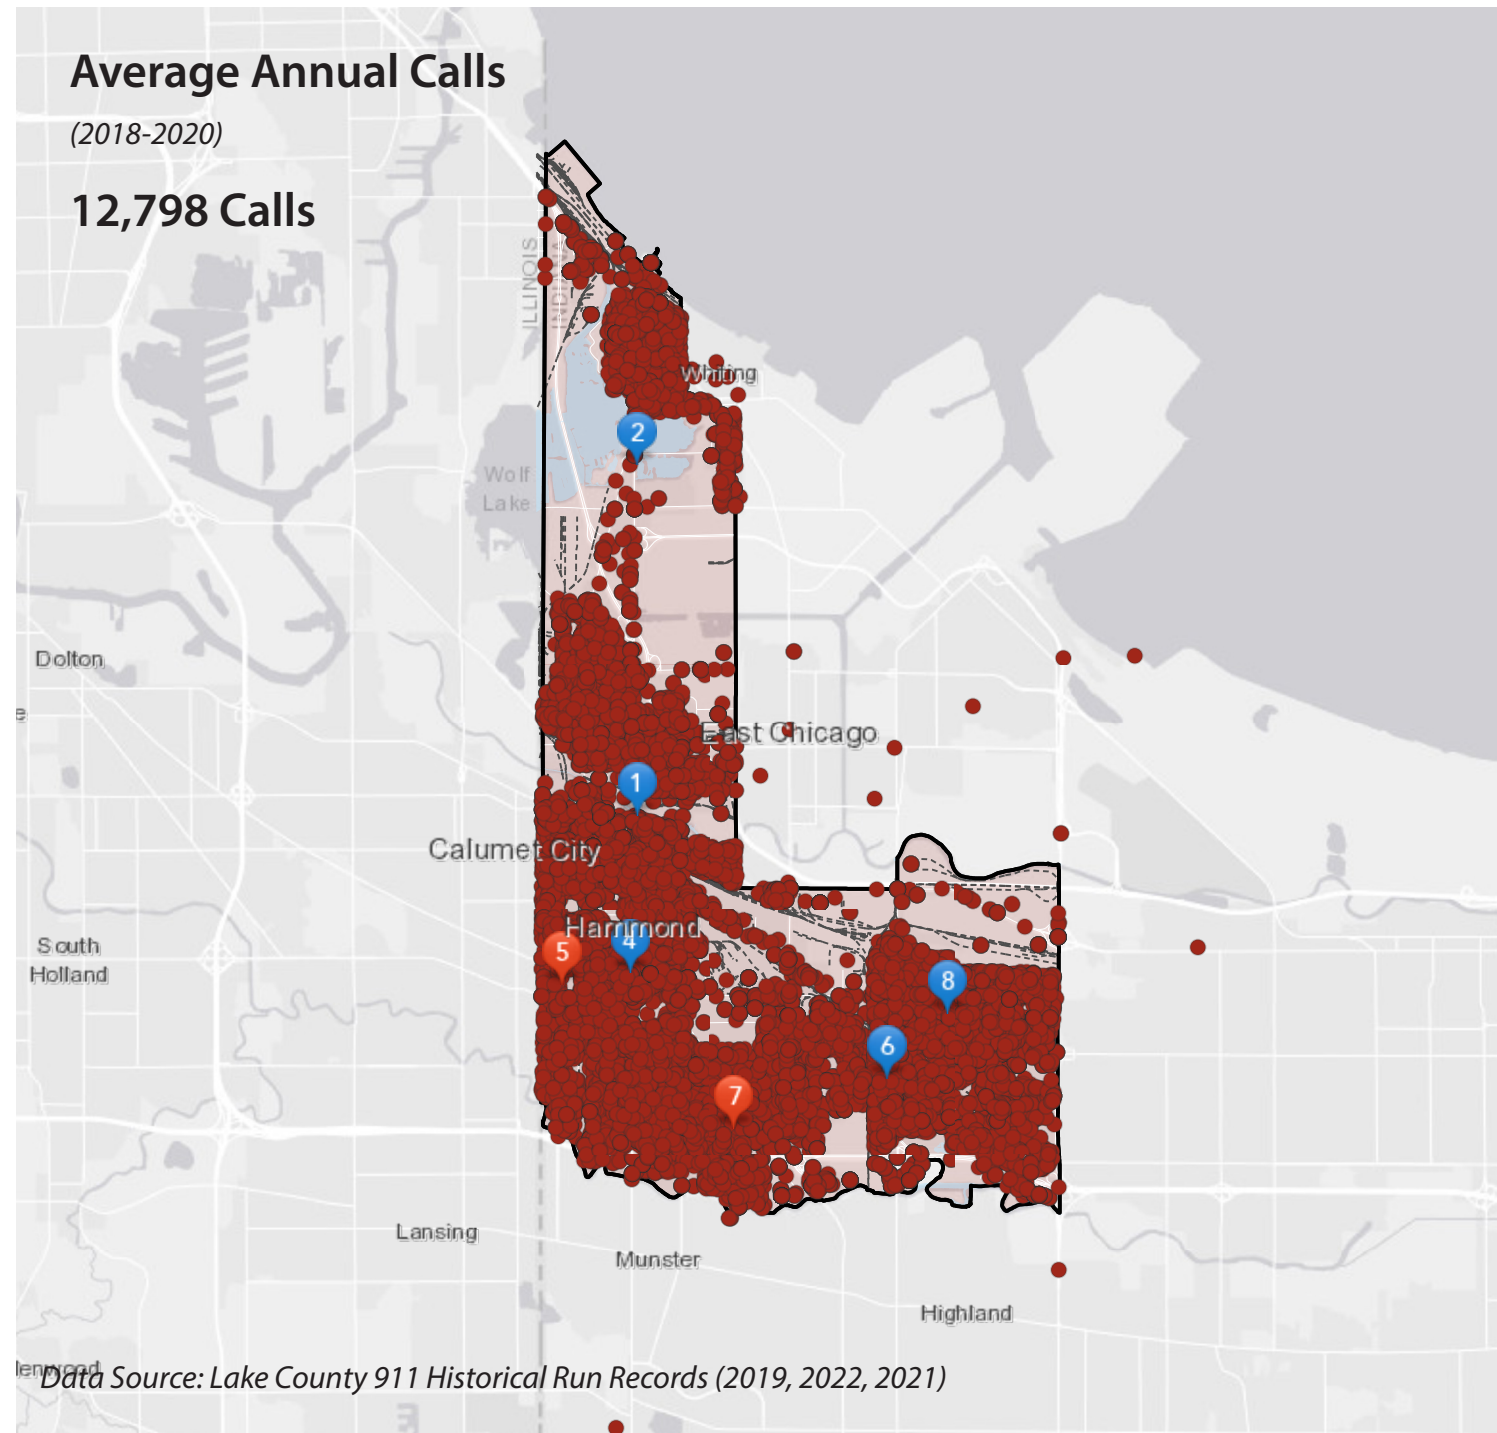 Average Annual Calls
(2018-2020)
12,798 Calls
ILLINOIS
INDIANA
Whiting
2
Wolf
Lake
Dolton
e
East Chicago
1
Calumet City
Hammond
South
Holland
5
4
8
6
7
Lansing
Munster
Highland
lenwood
Data Source: Lake County 911 Historical Run Records (2019, 2022, 2021)